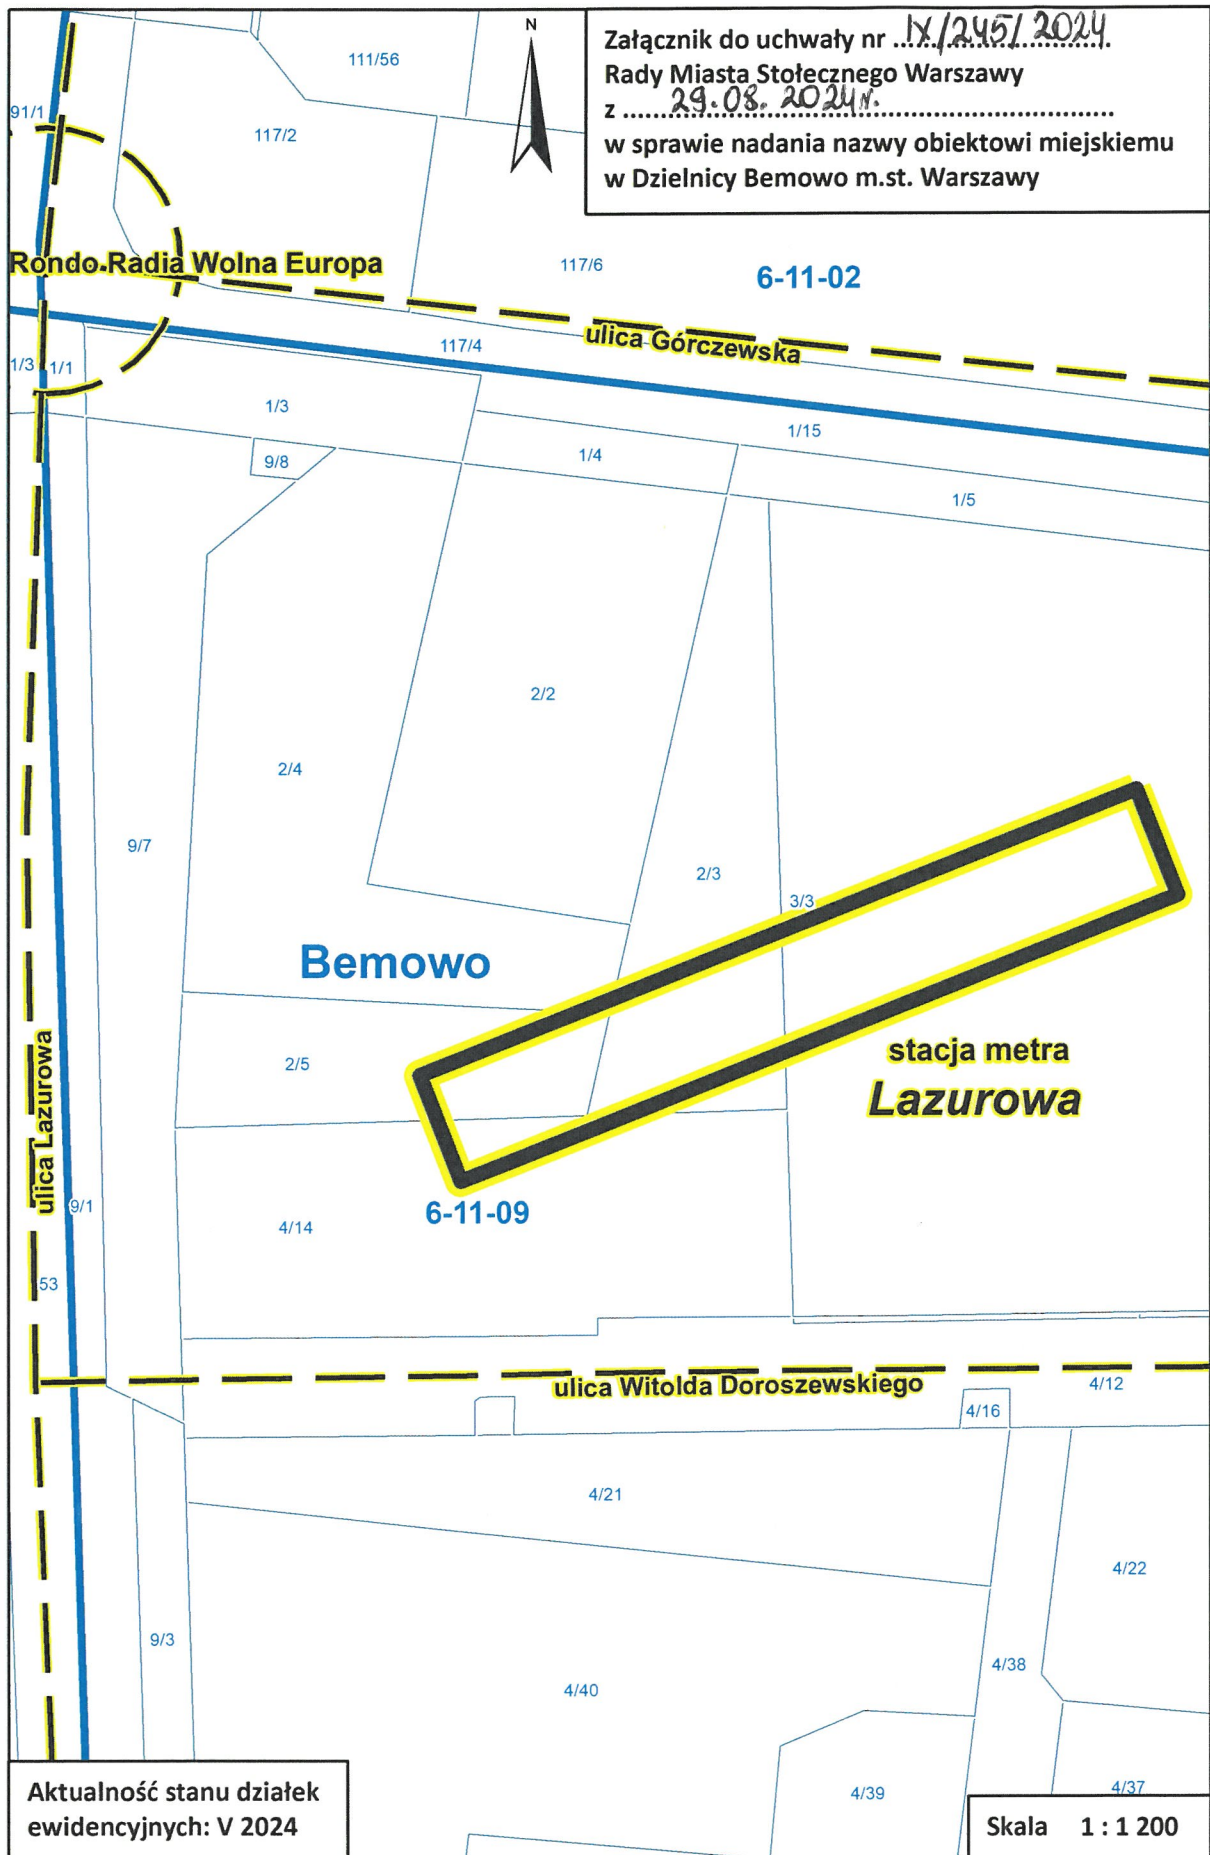 N
Załącznik do uchwały nr IX/245/2024
Rady Miasta Stołecznego Warszawy
z 29.08.2024r.
w sprawie nadania nazwy obiektowi miejskiemu
w Dzielnicy Bemowo m.st. Warszawy
111/56
91/1
117/2
Rondo Radia Wolna Europa
117/6
6-11-02
ulica Górczewska
117/4
1/3
1/1
1/3
1/15
1/4
9/8
1/5
2/2
2/4
9/7
2/3
3/3
Bemowo
stacja metra
Lazurowa
2/5
ulica Lazurowa
9/1
6-11-09
4/14
53
ulica Witolda Doroszewskiego
4/12
4/16
4/21
4/22
9/3
4/38
4/40
4/39
4/37
Aktualność stanu działek
ewidencyjnych: V 2024
Skala 1 : 1 200